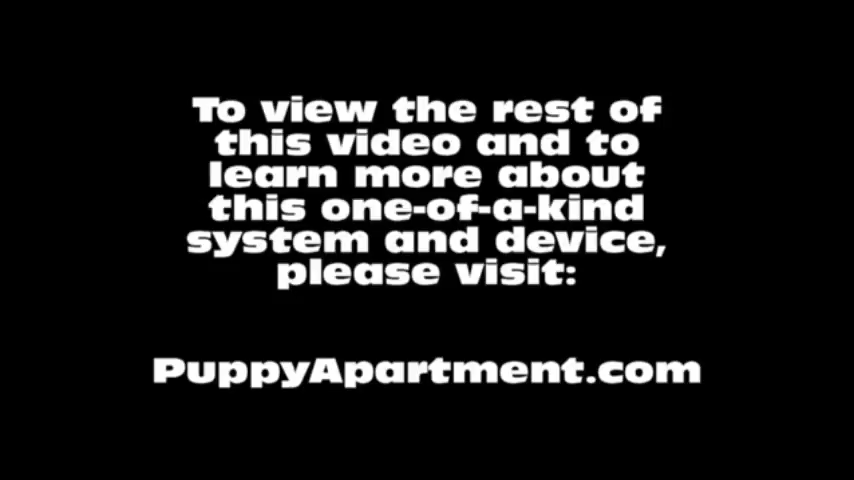 To view the rest of
this video and to
learn more about
this one-of-a-kind
system and device,
please visit:
PuppyApartment.com